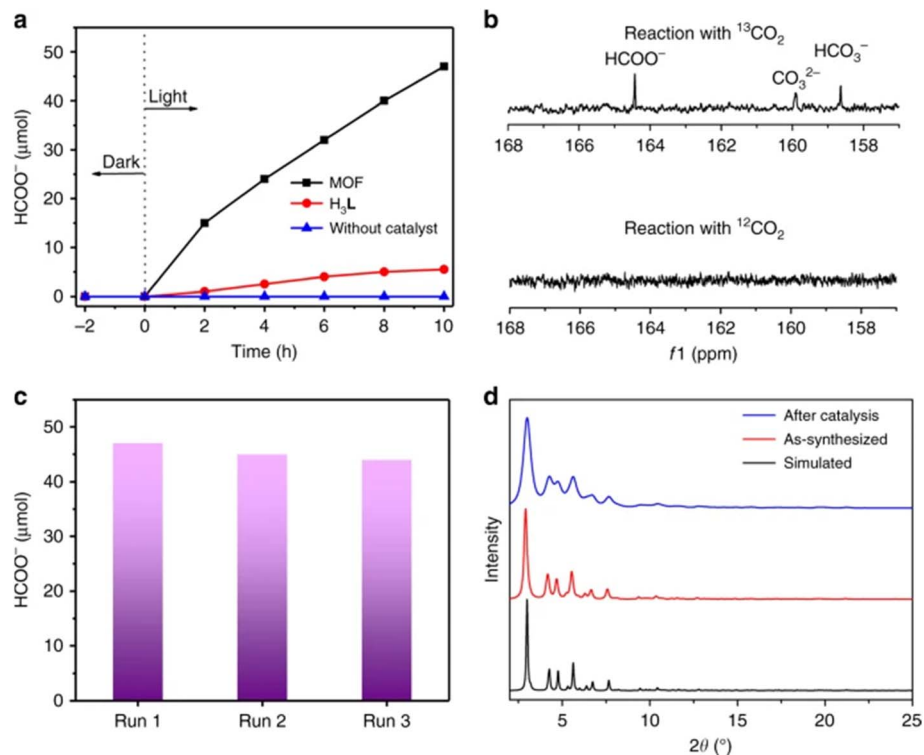 a
HCOO⁻ (μmol)
50
40
30
20
10
0
Light
Dark
MOF
H₃L
Without catalyst
−2 0 2 4 6 8 10
Time (h)
b
Reaction with ¹³CO₂
HCOO⁻
CO₃²⁻
HCO₃⁻
168 166 164 162 160 158
Reaction with ¹²CO₂
168 166 164 162 160 158
f1 (ppm)
c
HCOO⁻ (μmol)
50
40
30
20
10
0
Run 1 Run 2 Run 3
d
Intensity
After catalysis
As-synthesized
Simulated
5 10 15 20 25
2θ (°)